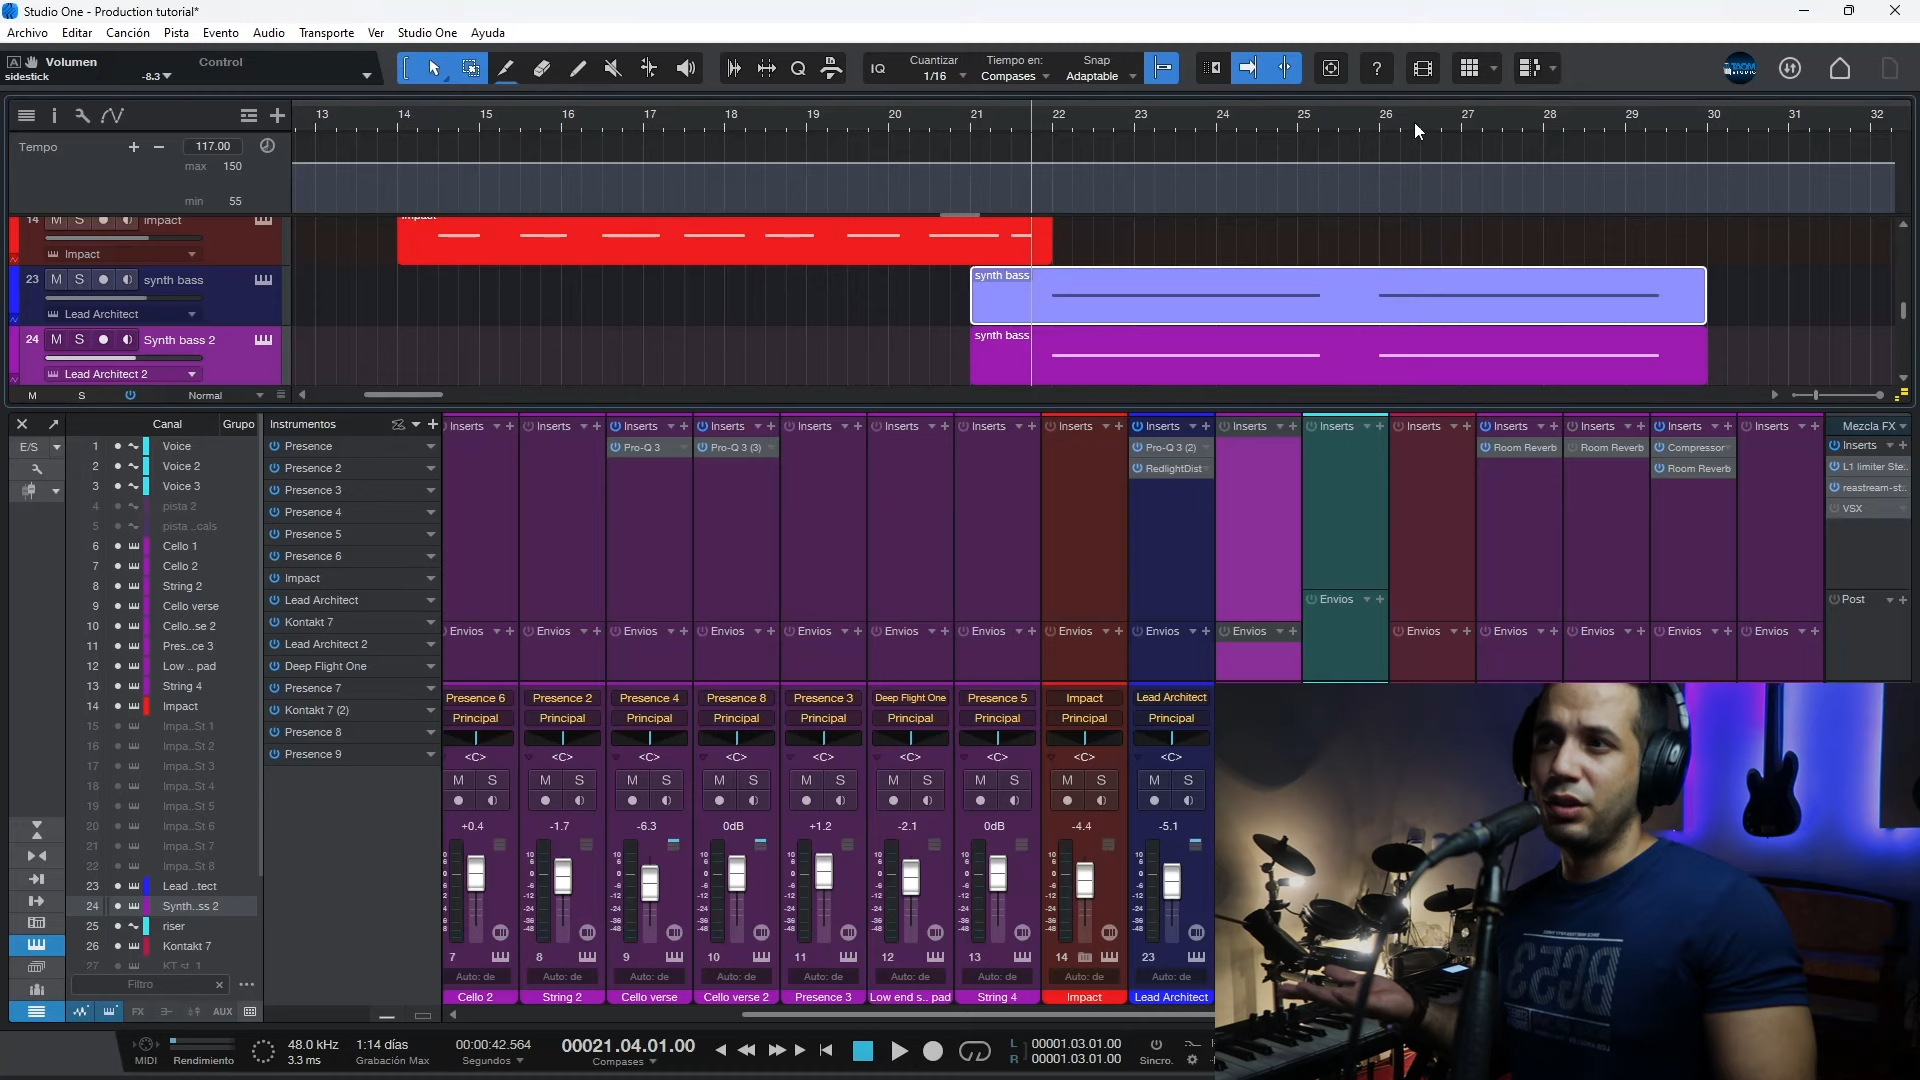 Studio One - Production tutorial*
Archivo Editar Canción Pista Evento Audio Transporte Ver Studio One Ayuda
A Volumen Control
sidestick -8.3
IQ Cuantizar 1/16 Tiempo en: Compases Snap Adaptable ?
13 14 15 16 17 18 19 20 21 22 23 24 25 26 27 28 29 30 31 32
Tempo + − 117.00
max 150
min 55
14 M S impact
Impact
23 M S synth bass
Lead Architect
24 M S Synth bass 2
Lead Architect 2
synth bass
synth bass
M S Normal
Canal Grupo
E/S
1 Voice
2 Voice 2
3 Voice 3
4 pista 2
5 pista ..cals
6 Cello 1
7 Cello 2
8 String 2
9 Cello verse
10 Cello..se 2
11 Pres..ce 3
12 Low .. pad
13 String 4
14 Impact
15 Impa..St 1
16 Impa..St 2
17 Impa..St 3
18 Impa..St 4
19 Impa..St 5
20 Impa..St 6
21 Impa..St 7
22 Impa..St 8
23 Lead ..tect
24 Synth..ss 2
25 riser
26 Kontakt 7
27 KT st 1
Filtro
FX AUX
Instrumentos
Presence
Presence 2
Presence 3
Presence 4
Presence 5
Presence 6
Impact
Lead Architect
Kontakt 7
Lead Architect 2
Deep Flight One
Presence 7
Kontakt 7 (2)
Presence 8
Presence 9
Inserts Inserts Inserts Inserts Inserts Inserts Inserts Inserts Inserts Inserts Inserts Inserts Inserts Inserts Inserts Inserts Mezcla FX
Pro-Q 3 Pro-Q 3 (3) Pro-Q 3 (2) Room Reverb Room Reverb Compressor Inserts
RedlightDist Room Reverb L1 limiter Ste..
reastream-st..
VSX
Envios Post
Envios Envios Envios Envios Envios Envios Envios Envios Envios Envios Envios Envios Envios Envios Envios
Presence 6 Presence 2 Presence 4 Presence 8 Presence 3 Deep Flight One Presence 5 Impact Lead Architect
Principal Principal Principal Principal Principal Principal Principal Principal Principal
<C> <C> <C> <C> <C> <C> <C> <C> <C>
M S M S M S M S M S M S M S M S M S
+0.4 -1.7 -6.3 0dB +1.2 -2.1 0dB -4.4 -5.1
7 8 9 10 11 12 13 14 23
Auto: de Auto: de Auto: de Auto: de Auto: de Auto: de Auto: de Auto: de Auto: de
Cello 2 String 2 Cello verse Cello verse 2 Presence 3 Low end s.. pad String 4 Impact Lead Architect
MIDI Rendimiento
48.0 kHz
3.3 ms
1:14 días
Grabación Max
00:00:42.564
Segundos
00021.04.01.00
Compases
L 00001.03.01.00
R 00001.03.01.00
Sincro.